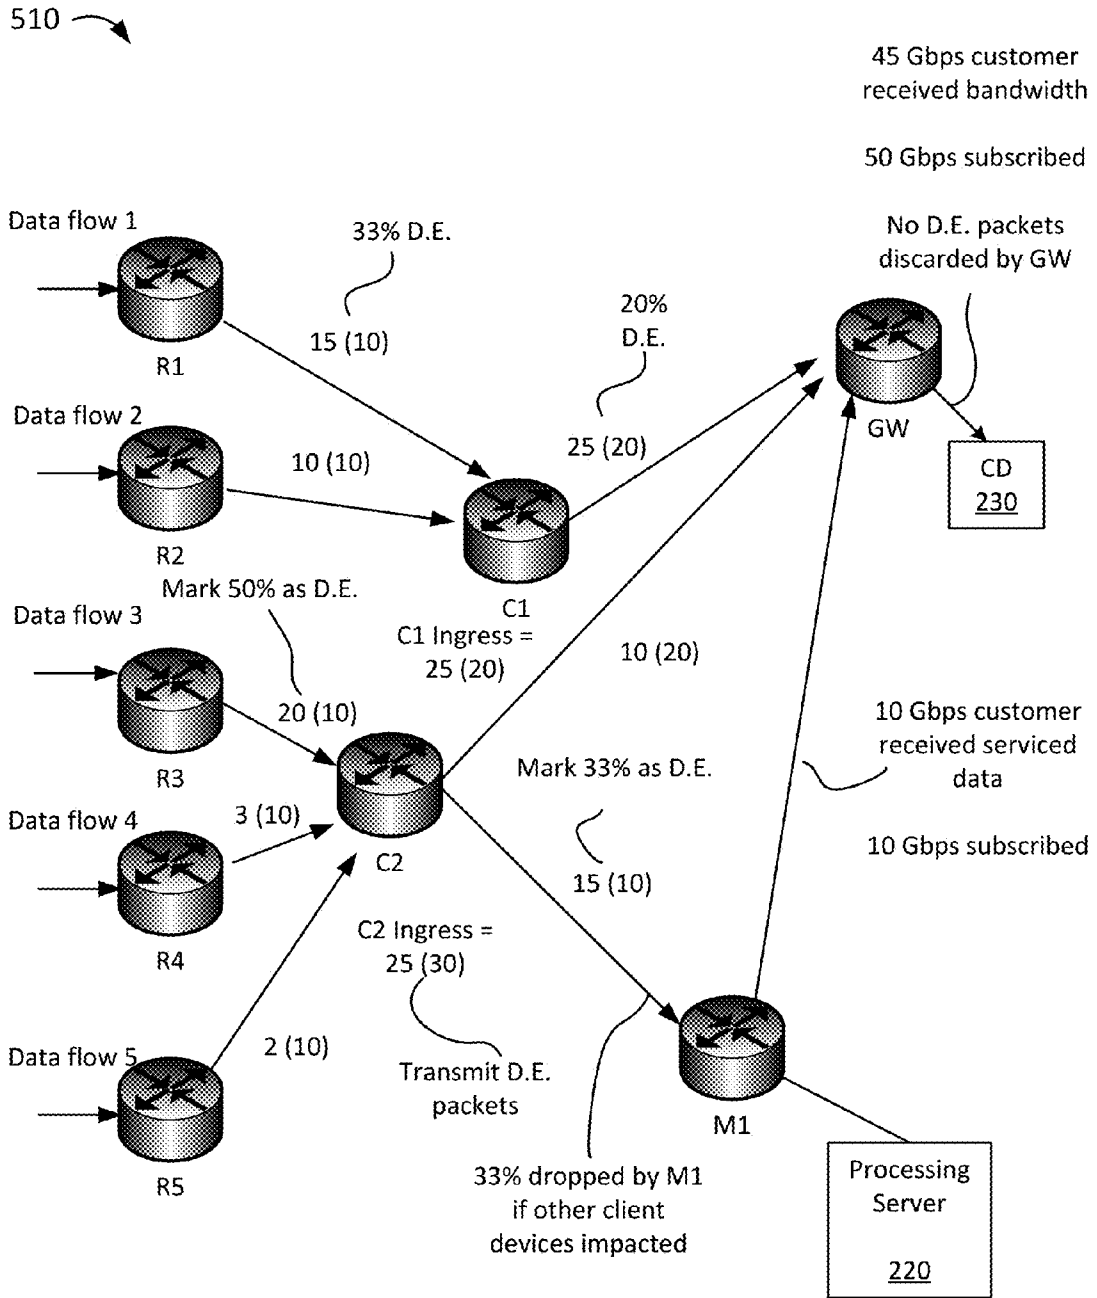 510
45 Gbps customer
received bandwidth
50 Gbps subscribed
Data flow 1
33% D.E.
No D.E. packets
discarded by GW
20%
D.E.
15 (10)
R1
Data flow 2
GW
10 (10)
25 (20)
CD
230
R2
Mark 50% as D.E.
C1
Data flow 3
C1 Ingress =
25 (20)
10 (20)
20 (10)
10 Gbps customer
received serviced
data
R3
Mark 33% as D.E.
Data flow 4
3 (10)
10 Gbps subscribed
C2
15 (10)
C2 Ingress =
25 (30)
R4
Data flow 5
2 (10)
Transmit D.E.
packets
M1
R5
33% dropped by M1
if other client
devices impacted
Processing
Server
220